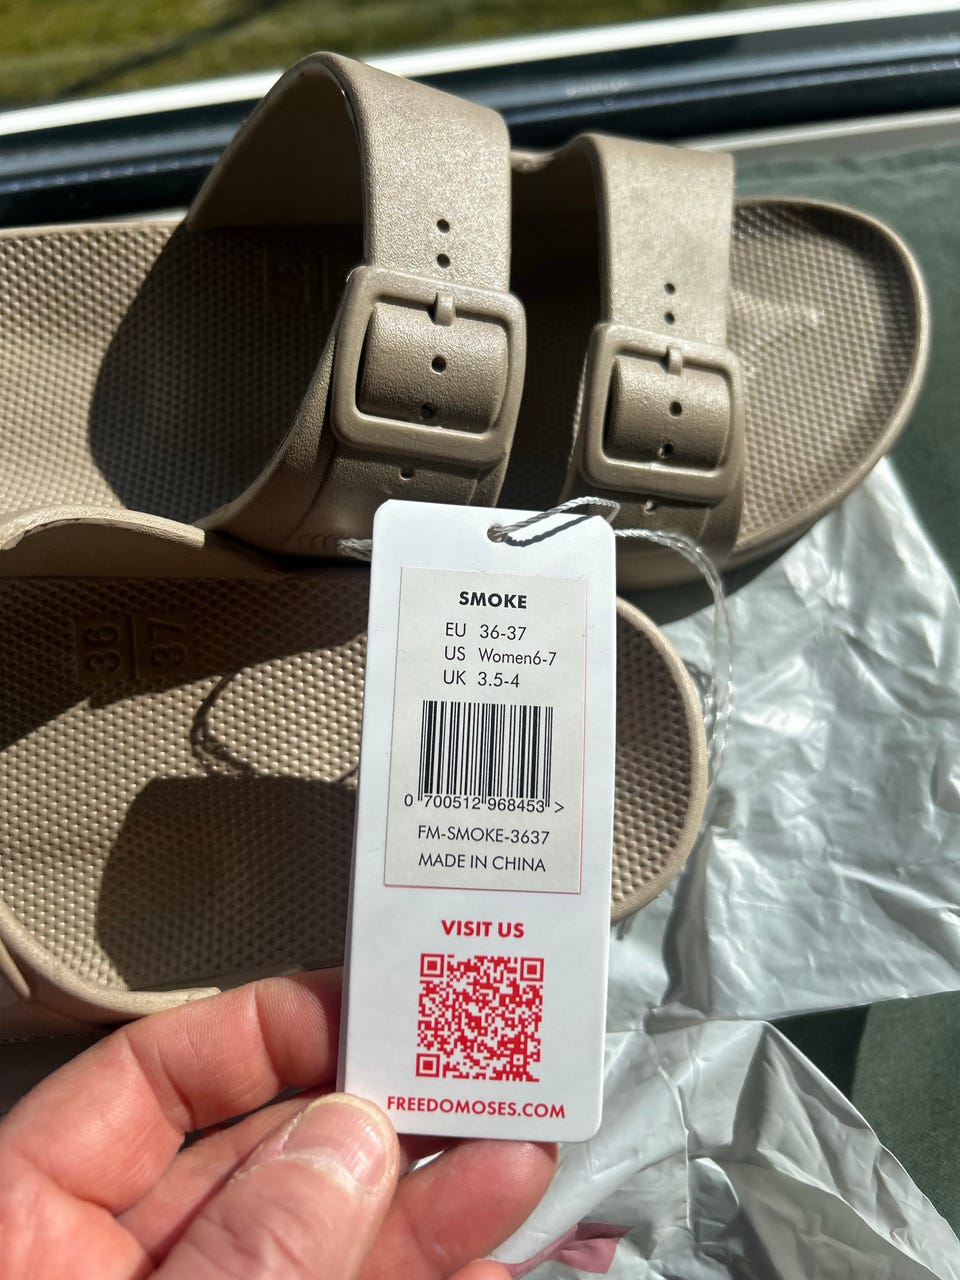 36
37
SMOKE
EU 36-37
US Women6-7
UK 3.5-4
0 700512 968453 >
FM-SMOKE-3637
MADE IN CHINA
VISIT US
FREEDOMOSES.COM